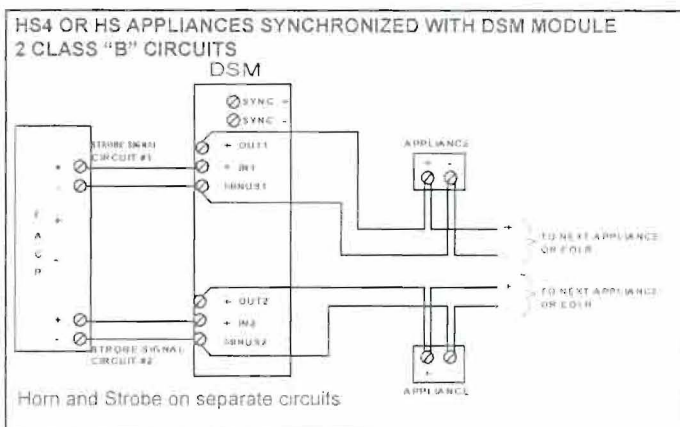 HS4 OR HS APPLIANCES SYNCHRONIZED WITH DSM MODULE
2 CLASS "B" CIRCUITS
DSM
SYNC +
SYNC -
STROBE SIGNAL
CIRCUIT #1
+ OUT1
+ IN1
MINUS1
APPLIANCE
+ -
+
-
+
-
F
A
C
P
+
-
+
TO NEXT APPLIANCE
OR EOLR
-
+
TO NEXT APPLIANCE
OR EOLR
+ OUT2
+ IN2
MINUS2
STROBE SIGNAL
CIRCUIT #2
+ -
APPLIANCE
Horn and Strobe on separate circuits